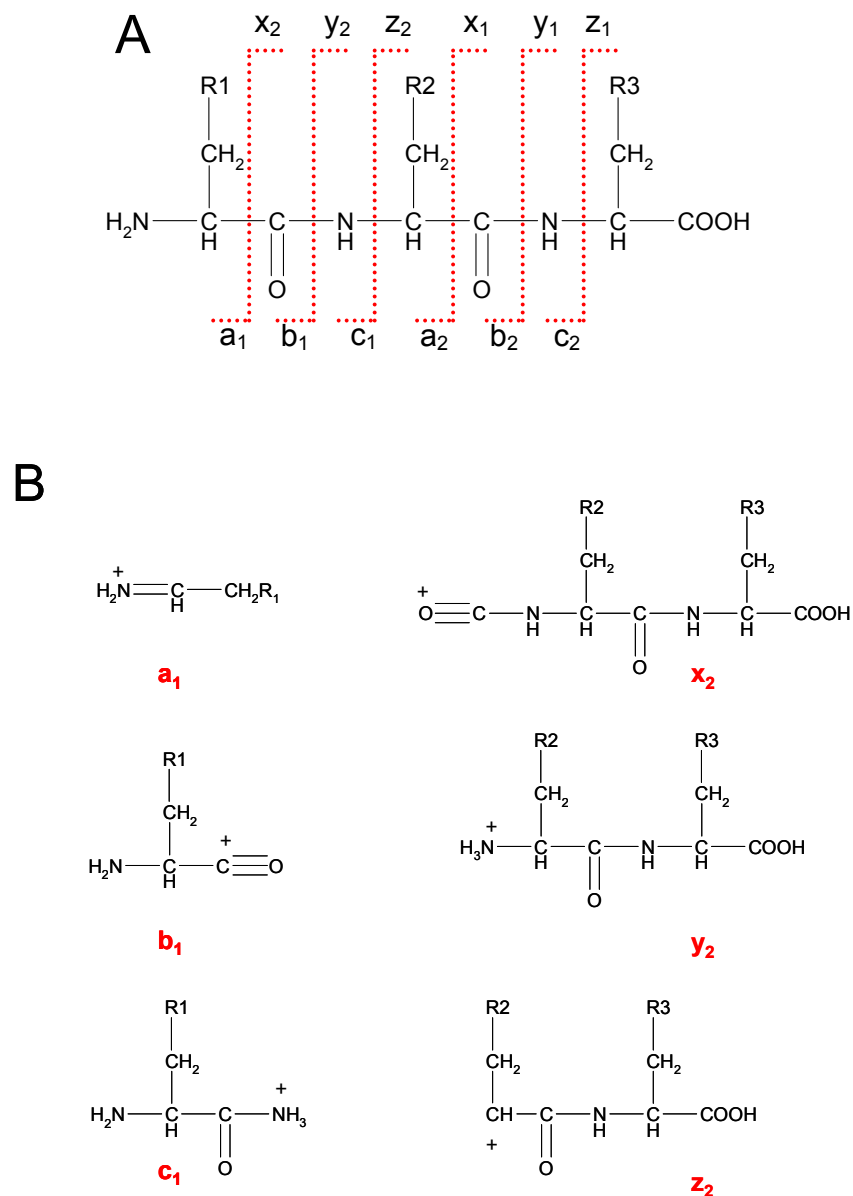 A
x2 y2 z2 x1 y1 z1
R1 R2 R3
CH2 CH2 CH2
H2N C H C N H C H C N H C H COOH
O O
a1 b1 c1 a2 b2 c2
B
R2 R3
+ H2N C H CH2R1
CH2 CH2
+ O C N H C H C N H C H COOH
O
a1 x2
R1 R2 R3
CH2 CH2 CH2
H2N C H + C O
+ H3N C H C N H C H COOH
O
b1 y2
R1 R2 R3
CH2 CH2 CH2
H2N C H C + NH3
CH C N H C H COOH
O + O
c1 z2